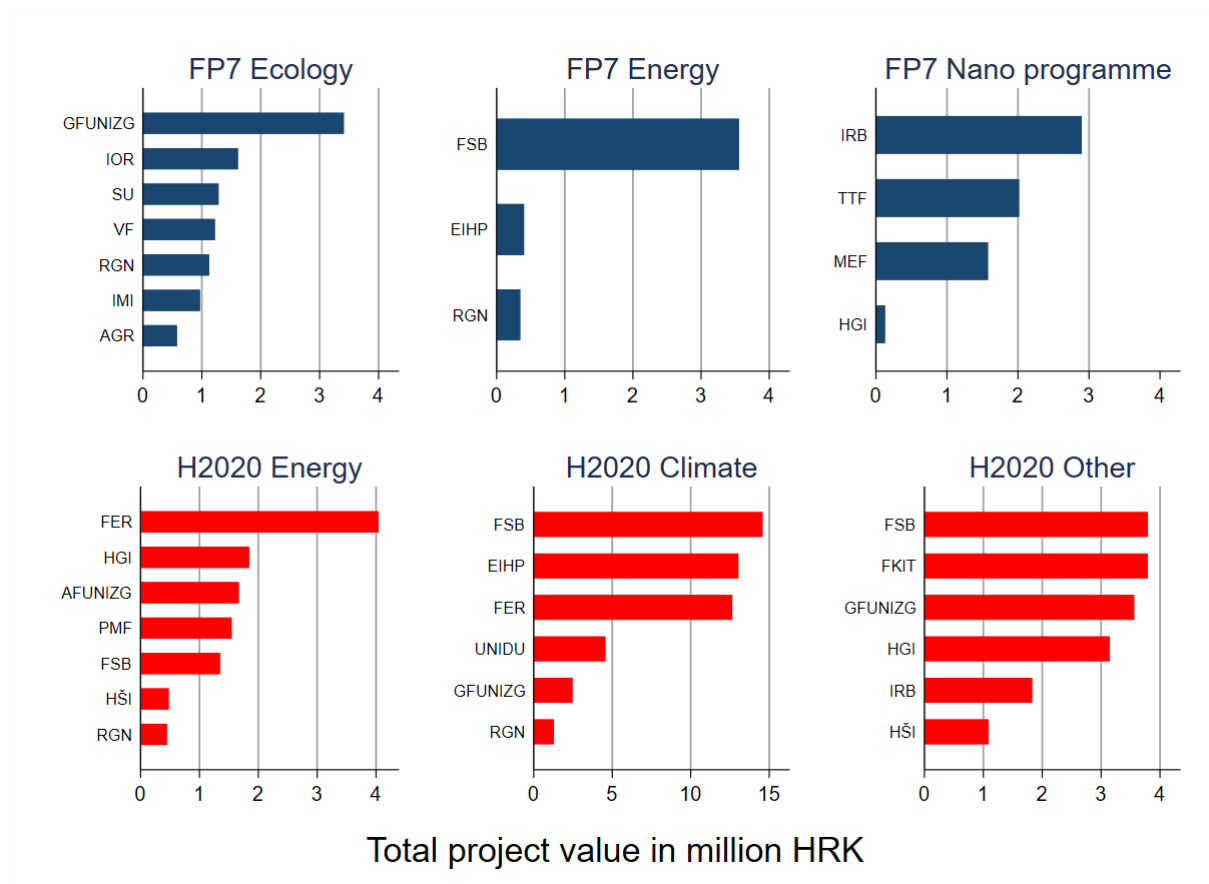 FP7 Ecology
GFUNIZG
IOR
SU
VF
RGN
IMI
AGR
0 1 2 3 4
FP7 Energy
FSB
EIHP
RGN
0 1 2 3 4
FP7 Nano programme
IRB
TTF
MEF
HGI
0 1 2 3 4
H2020 Energy
FER
HGI
AFUNIZG
PMF
FSB
HŠI
RGN
0 1 2 3 4
H2020 Climate
FSB
EIHP
FER
UNIDU
GFUNIZG
RGN
0 5 10 15
H2020 Other
FSB
FKIT
GFUNIZG
HGI
IRB
HŠI
0 1 2 3 4
Total project value in million HRK